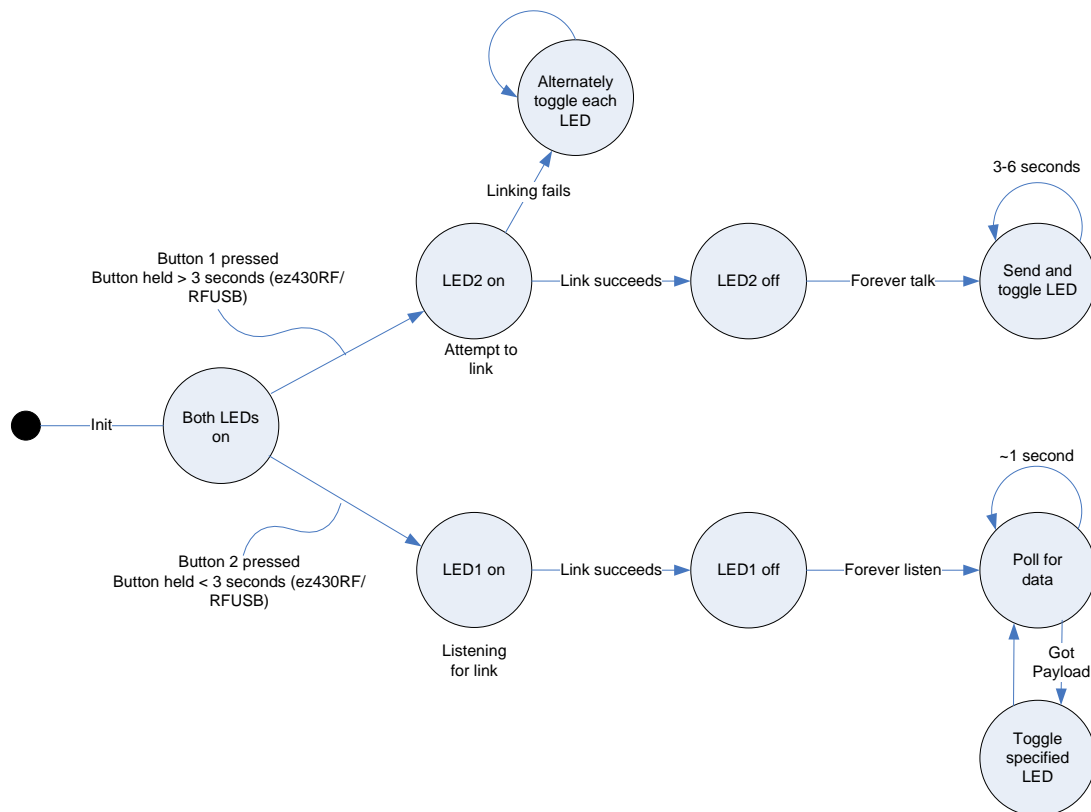 Alternately
toggle each
LED
Linking fails
3-6 seconds
Button 1 pressed
Button held > 3 seconds (ez430RF/
RFUSB)
LED2 on
Link succeeds
LED2 off
Forever talk
Send and
toggle LED
Attempt to
link
Init
Both LEDs
on
~1 second
Button 2 pressed
Button held < 3 seconds (ez430RF/
RFUSB)
LED1 on
Link succeeds
LED1 off
Forever listen
Poll for
data
Listening
for link
Got
Payload
Toggle
specified
LED